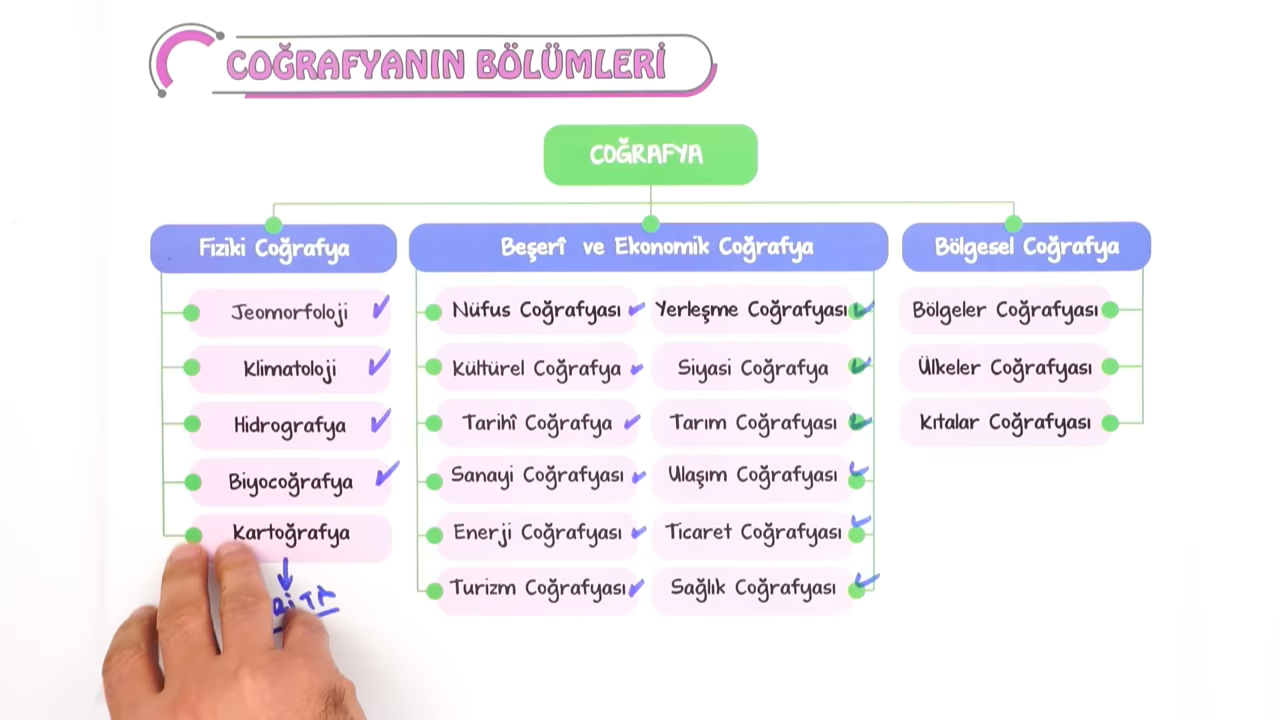 COĞRAFYANIN BÖLÜMLERİ
COĞRAFYA
Fiziki Coğrafya
Jeomorfoloji
Klimatoloji
Hidrografya
Biyocoğrafya
Kartoğrafya
Beşerî ve Ekonomik Coğrafya
Nüfus Coğrafyası
Kültürel Coğrafya
Tarihî Coğrafya
Sanayi Coğrafyası
Enerji Coğrafyası
Turizm Coğrafyası
Yerleşme Coğrafyası
Siyasi Coğrafya
Tarım Coğrafyası
Ulaşım Coğrafyası
Ticaret Coğrafyası
Sağlık Coğrafyası
Bölgesel Coğrafya
Bölgeler Coğrafyası
Ülkeler Coğrafyası
Kıtalar Coğrafyası